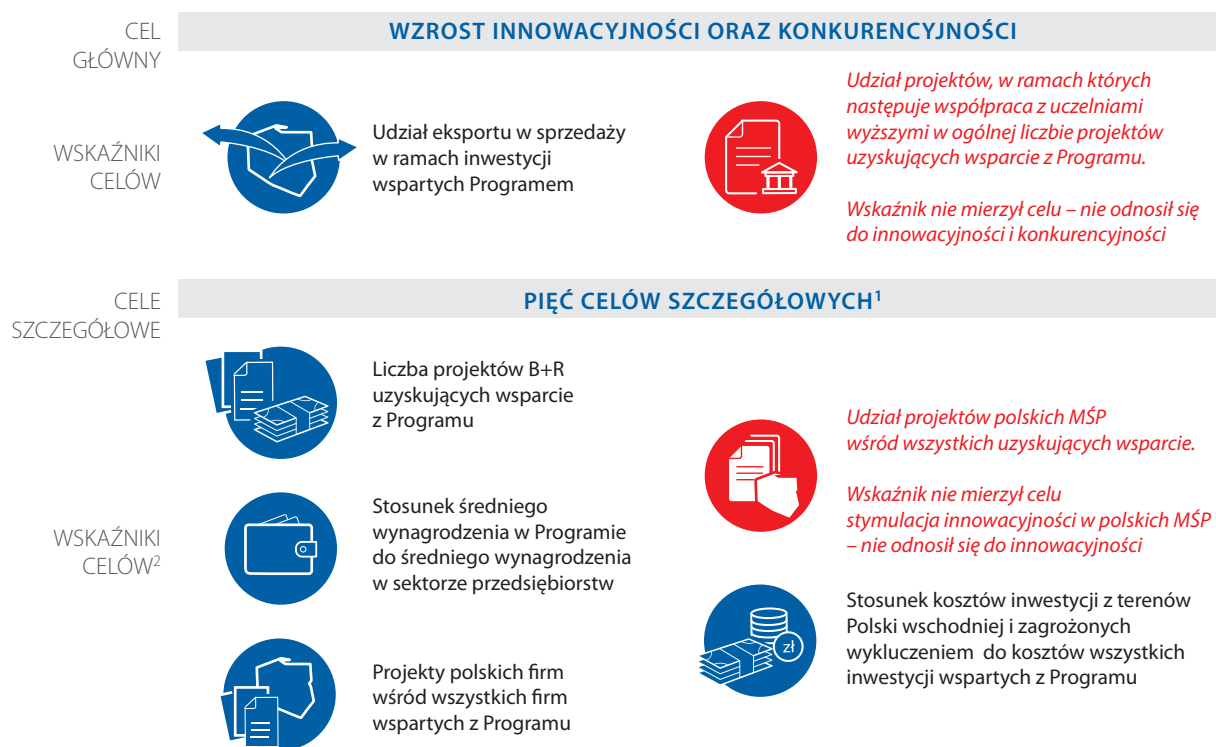 CEL
GŁÓWNY
WZROST INNOWACYJNOŚCI ORAZ KONKURENCYJNOŚCI
WSKAŹNIKI
CELÓW
Udział eksportu w sprzedaży
w ramach inwestycji
wspartych Programem
Udział projektów, w ramach których
następuje współpraca z uczelniami
wyższymi w ogólnej liczbie projektów
uzyskujących wsparcie z Programu.
Wskaźnik nie mierzył celu – nie odnosił się
do innowacyjności i konkurencyjności
CELE
SZCZEGÓŁOWE
PIĘĆ CELÓW SZCZEGÓŁOWYCH¹
WSKAŹNIKI
CELÓW²
Liczba projektów B+R
uzyskujących wsparcie
z Programu
Stosunek średniego
wynagrodzenia w Programie
do średniego wynagrodzenia
w sektorze przedsiębiorstw
Projekty polskich firm
wśród wszystkich firm
wspartych z Programu
Udział projektów polskich MŚP
wśród wszystkich uzyskujących wsparcie.
Wskaźnik nie mierzył celu
stymulacja innowacyjności w polskich MŚP
– nie odnosił się do innowacyjności
zł
Stosunek kosztów inwestycji z terenów
Polski wschodniej i zagrożonych
wykluczeniem do kosztów wszystkich
inwestycji wspartych z Programu